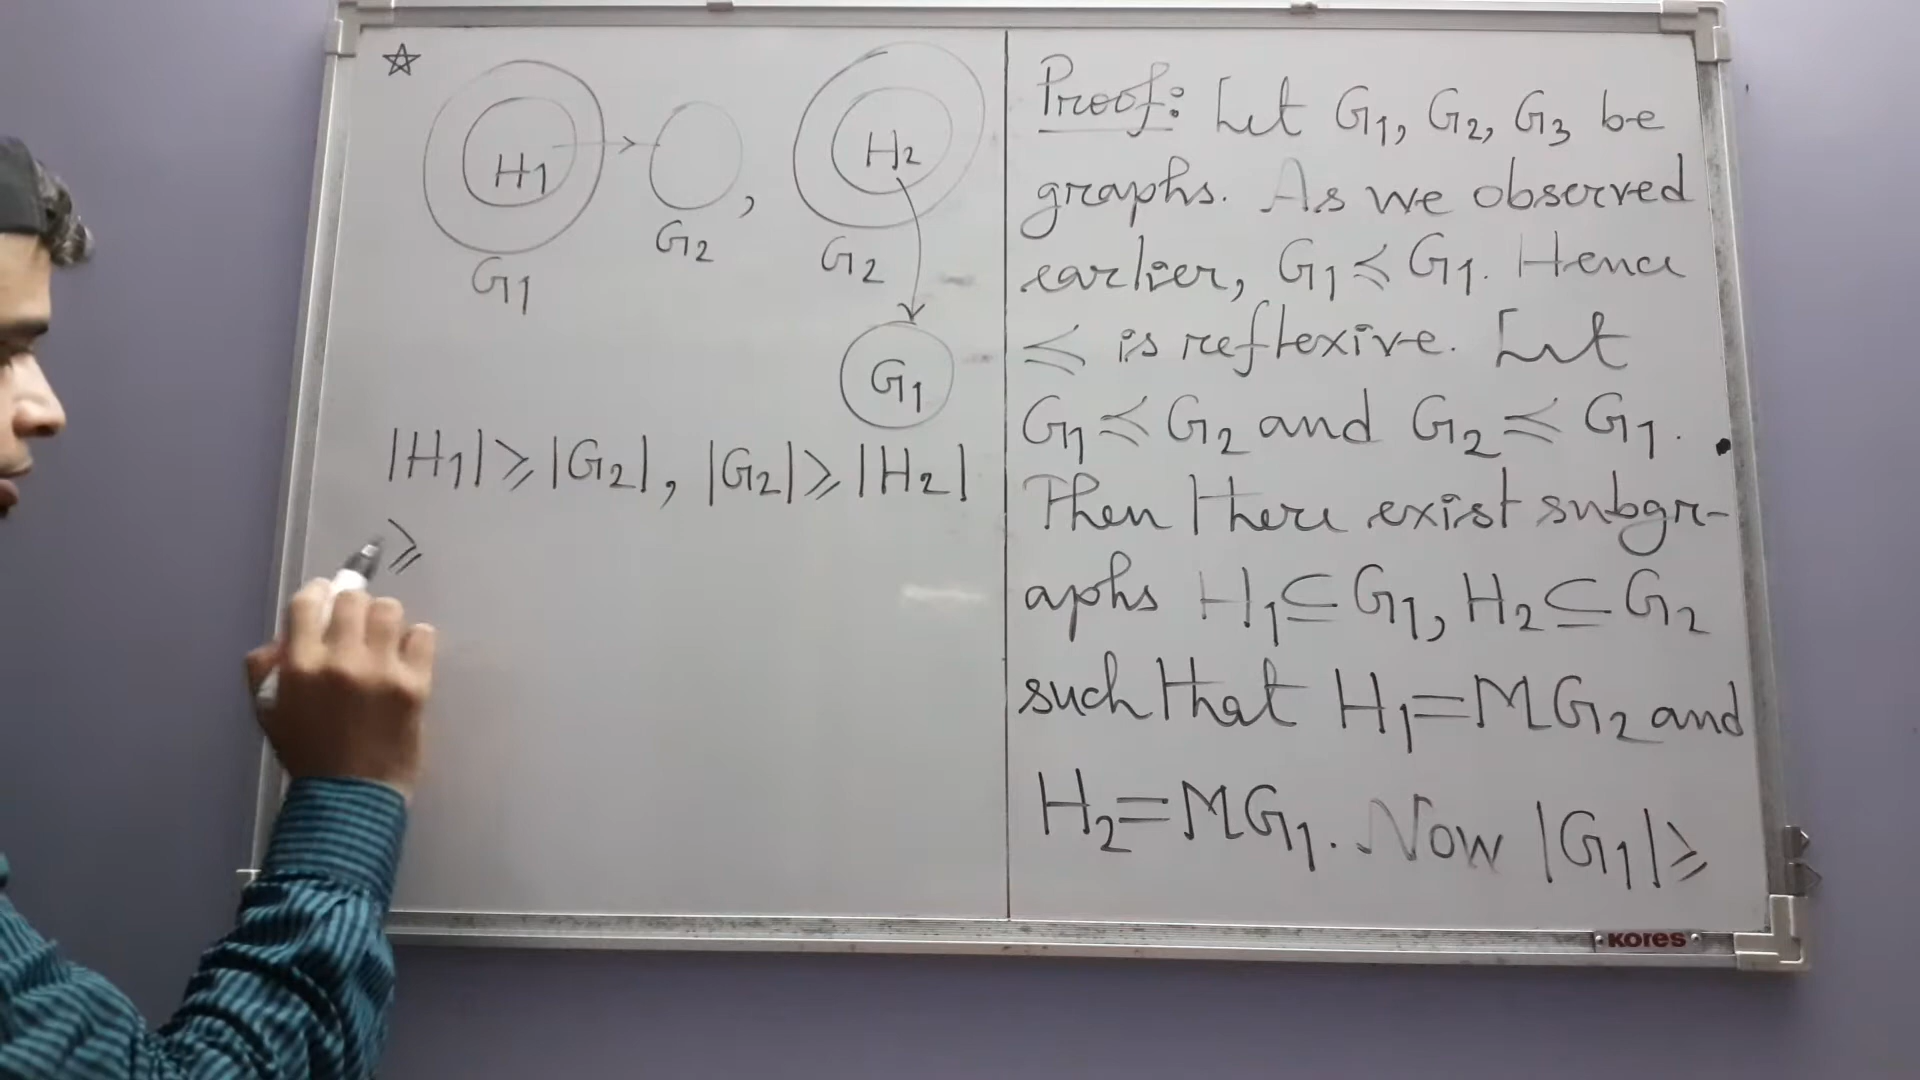 ☆
H₁
G₁
G₂ ,
H₂
G₂
G₁
|H₁| ⩾ |G₂| , |G₂| ⩾ |H₂|
⩾
Proof: Let G₁, G₂, G₃ be
graphs. As we observed
earlier, G₁ ≼ G₁. Hence
≼ is reflexive. Let
G₁ ≼ G₂ and G₂ ≼ G₁.
Then there exist subgr-
aphs H₁ ⊆ G₁, H₂ ⊆ G₂
such that H₁ = MG₂ and
H₂ = MG₁. Now |G₁| ⩾
KORES